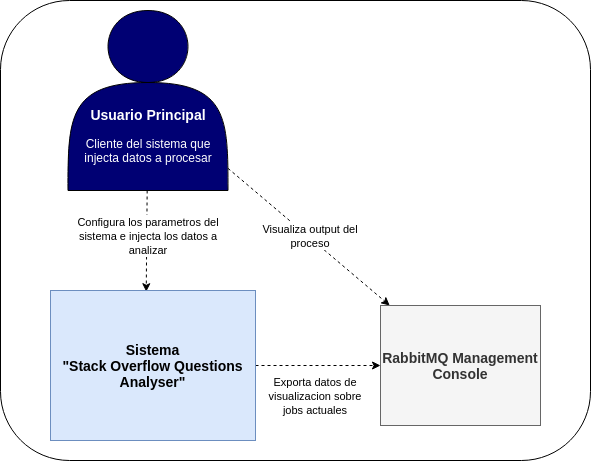 Usuario Principal
Cliente del sistema que
injecta datos a procesar
Configura los parametros del
sistema e injecta los datos a
analizar
Visualiza output del
proceso
Sistema
"Stack Overflow Questions
Analyser"
RabbitMQ Management
Console
Exporta datos de
visualizacion sobre
jobs actuales